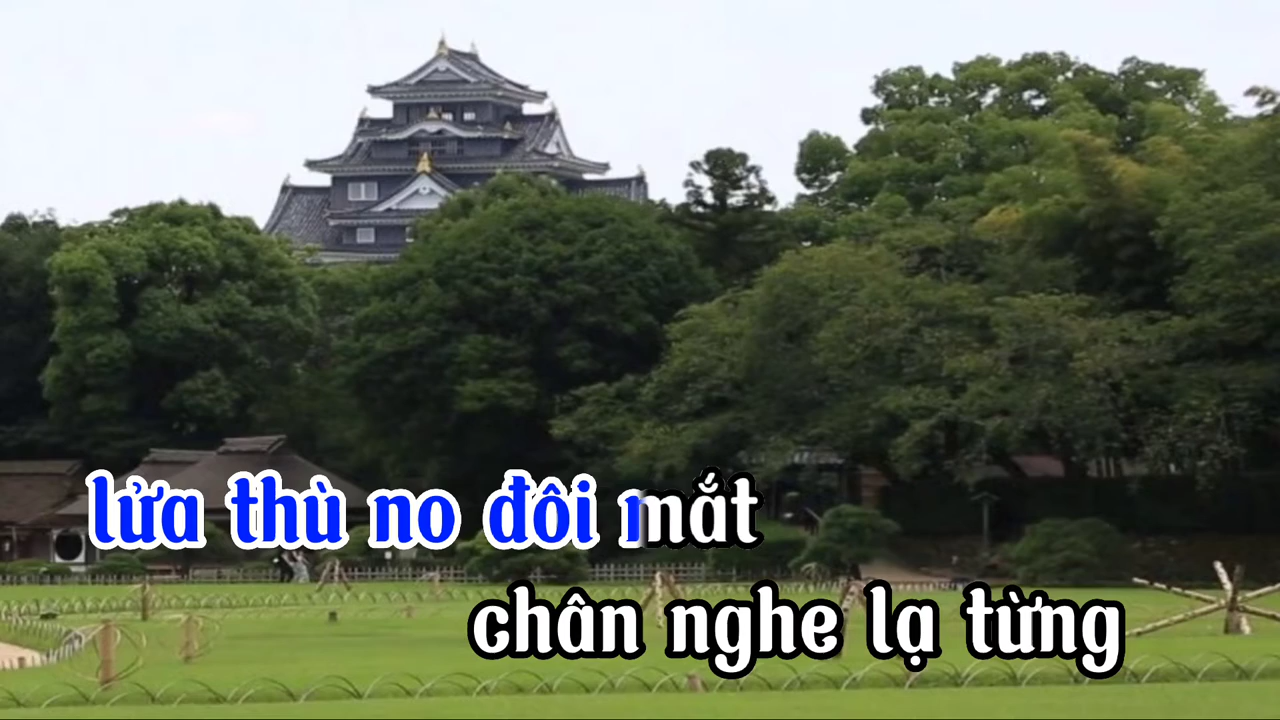 lửa thù no đôi mắt
chân nghe lạ từng